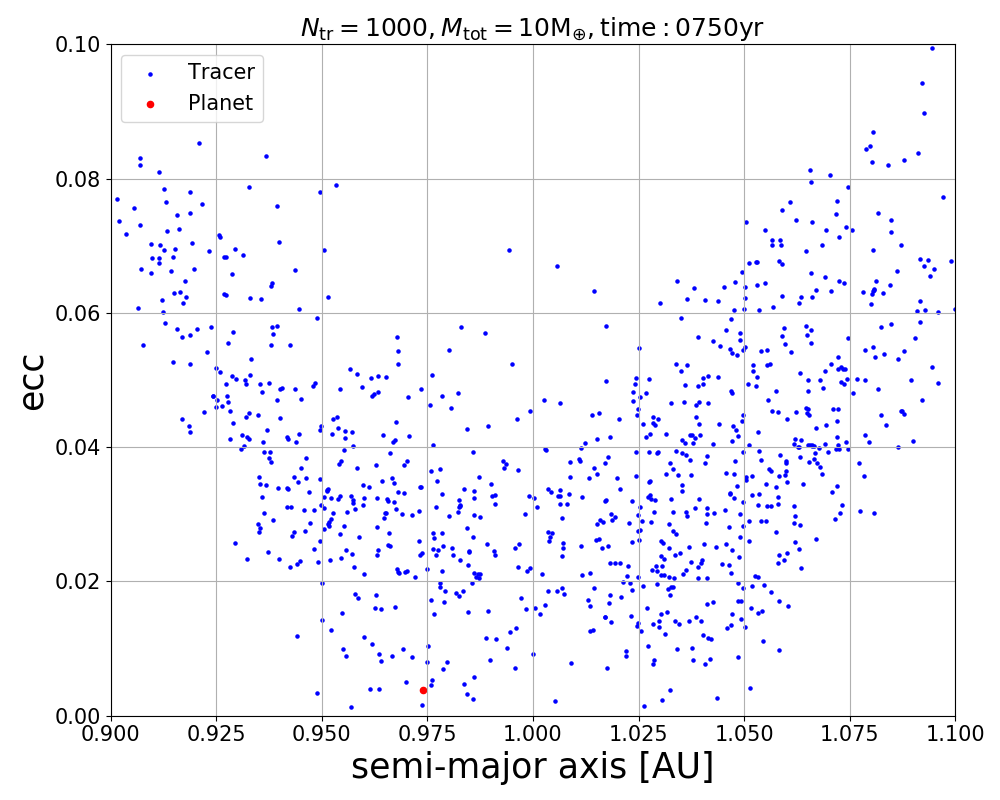 N_tr = 1000, M_tot = 10M_⊕, time : 0750yr
Tracer
Planet
ecc
0.10
0.08
0.06
0.04
0.02
0.00
0.900 0.925 0.950 0.975 1.000 1.025 1.050 1.075 1.100
semi-major axis [AU]